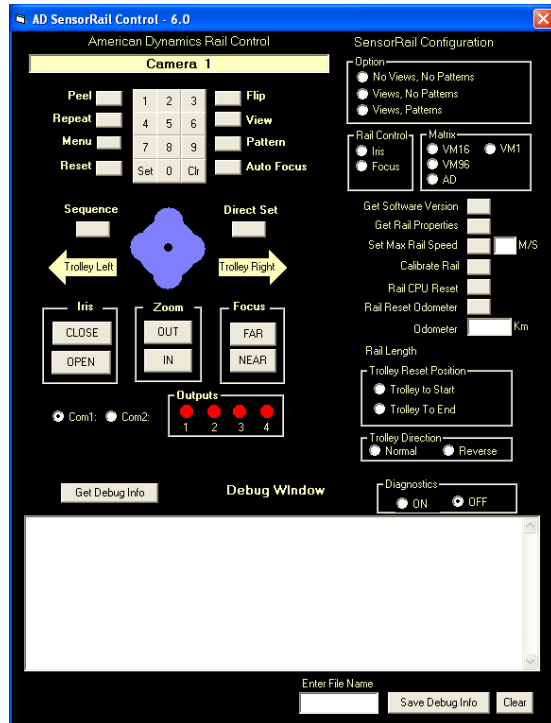 AD SensorRail Control - 6.0
American Dynamics Rail Control
SensorRail Configuration
Camera 1
Option
No Views, No Patterns
Views, No Patterns
Views, Patterns
Peel
1 2 3
Flip
Repeat
4 5 6
View
Menu
7 8 9
Pattern
Reset
Set 0 Clr
Auto Focus
Rail Control
Iris
Focus
Matrix
VM16
VM1
VM96
AD
Sequence
Direct Set
Trolley Left
Trolley Right
Get Software Version
Get Rail Properties
Set Max Rail Speed
M/S
Calibrate Rail
Rail CPU Reset
Rail Reset Odometer
Odometer
Km
Iris
CLOSE
OPEN
Zoom
OUT
IN
Focus
FAR
NEAR
Rail Length
Trolley Reset Position
Trolley to Start
Trolley To End
Com1:
Com2:
Outputs
1 2 3 4
Trolley Direction
Normal
Reverse
Get Debug Info
Debug WIndow
Diagnostics
ON
OFF
Enter File Name
Save Debug Info
Clear